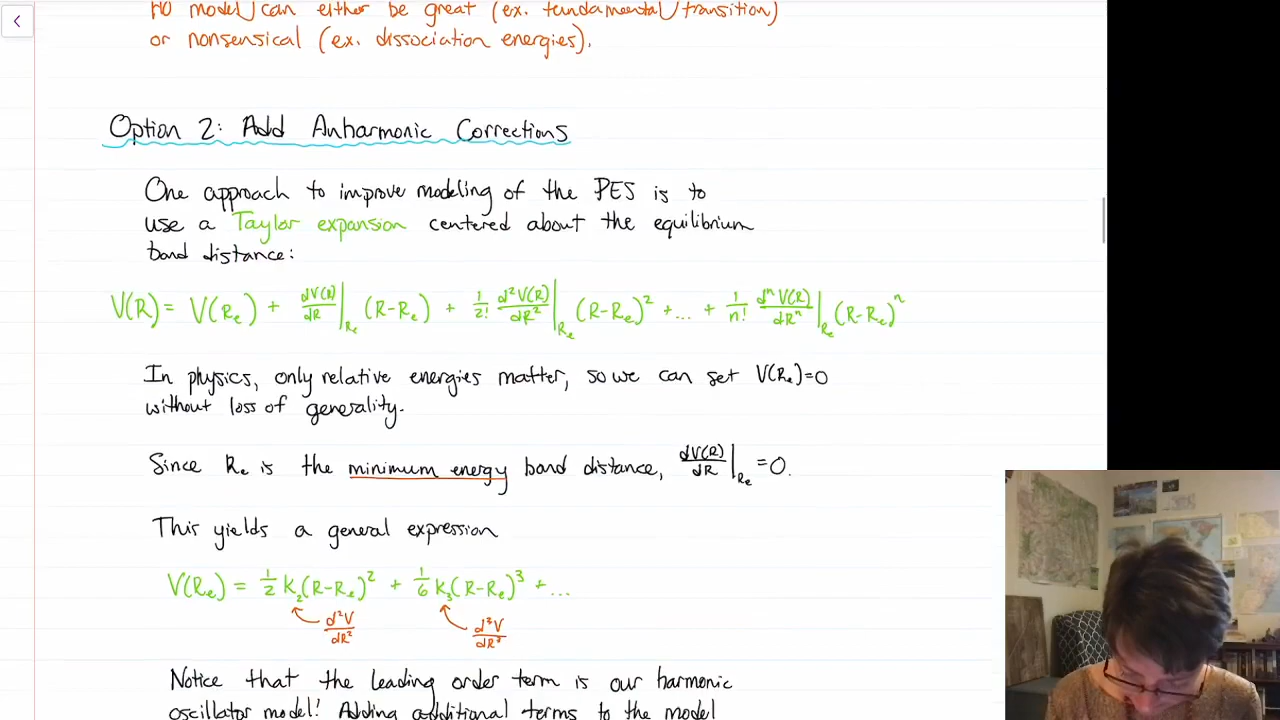 HO model can either be great (ex. fundamental transition)
or nonsensical (ex. dissociation energies).
Option 2: Add Anharmonic Corrections
One approach to improve modeling of the PES is to
use a Taylor expansion centered about the equilibrium
bond distance:
V(R) = V(Re) + dV(R)/dR|Re (R-Re) + 1/2! d²V(R)/dR²|Re (R-Re)² + ... + 1/n! dⁿV(R)/dRⁿ|Re (R-Re)ⁿ
In physics, only relative energies matter, so we can set V(Re)=0
without loss of generality.
Since Re is the minimum energy bond distance, dV(R)/dR|Re =0.
This yields a general expression
V(Re) = 1/2 K₂(R-Re)² + 1/6 K₃(R-Re)³ + ...
d²V/dR² d³V/dR³
Notice that the leading order term is our harmonic
oscillator model! Adding additional terms to the model